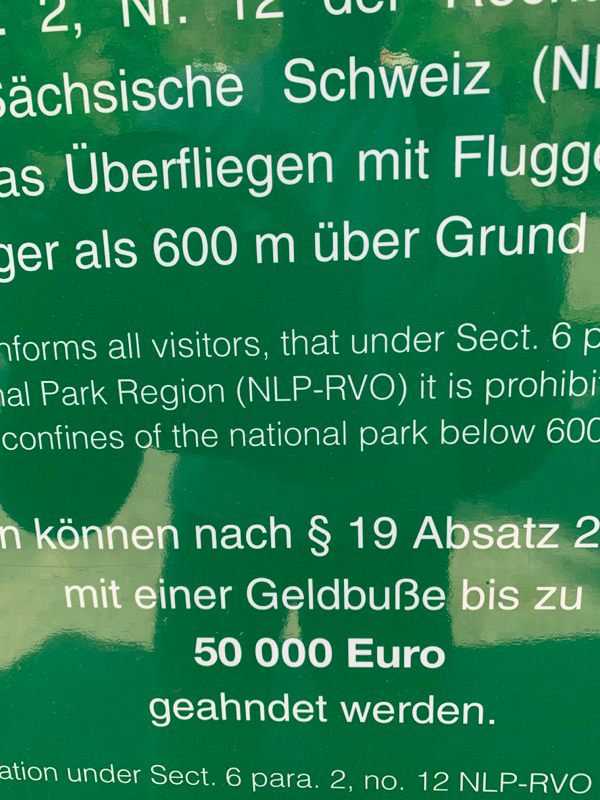 2, Nr. 12 der
Sächsische Schweiz (NL
as Überfliegen mit Flugge
ger als 600 m über Grund
nforms all visitors, that under Sect. 6 p
nal Park Region (NLP-RVO) it is prohibit
confines of the national park below 600
n können nach § 19 Absatz 2
mit einer Geldbuße bis zu
50 000 Euro
geahndet werden.
ation under Sect. 6 para. 2, no. 12 NLP-RVO